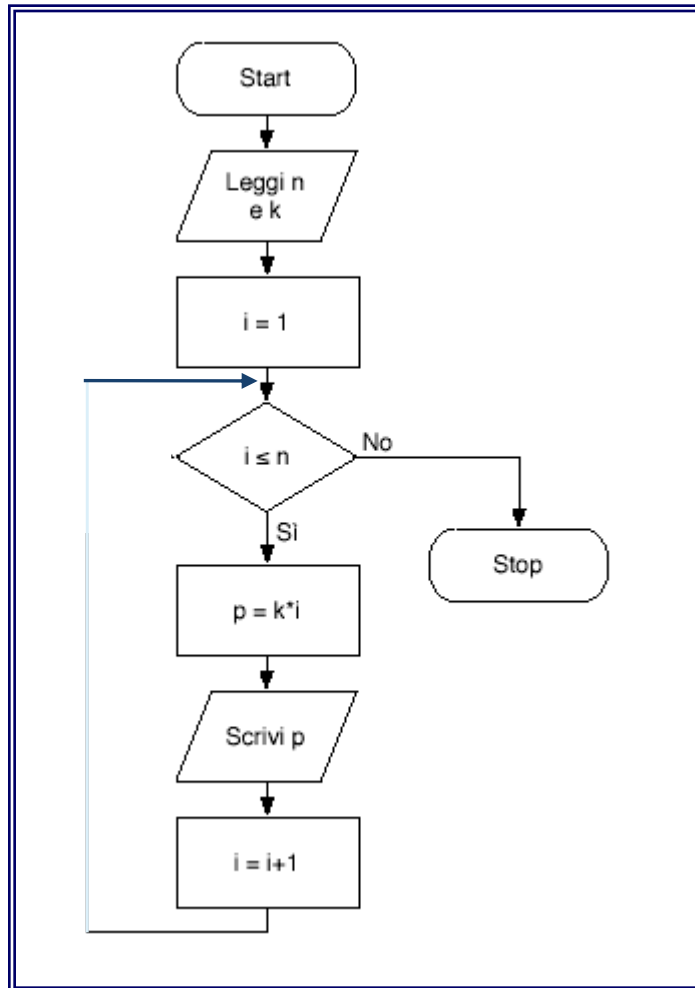 Start
Leggi n
e k
i = 1
i ≤ n
No
Sì
Stop
p = k*i
Scrivi p
i = i+1